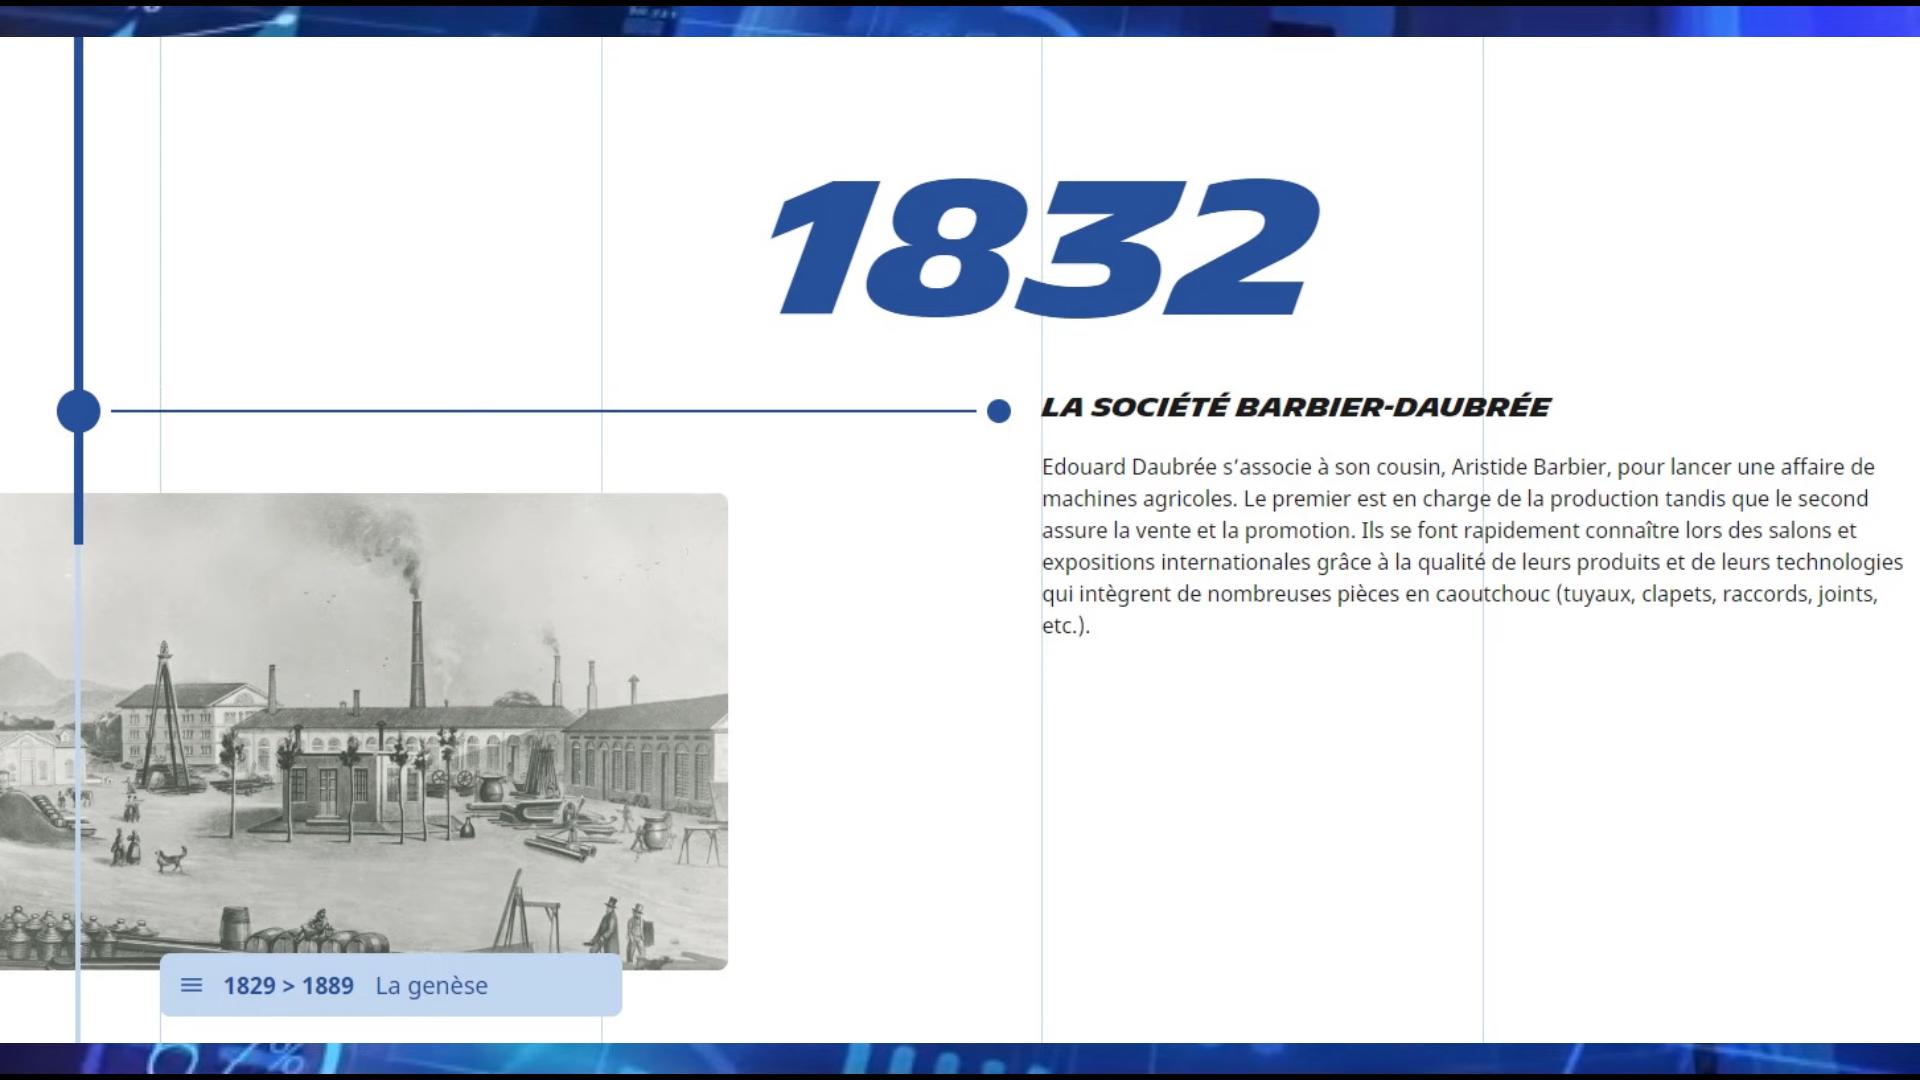 1832
LA SOCIÉTÉ BARBIER-DAUBRÉE
Edouard Daubrée s’associe à son cousin, Aristide Barbier, pour lancer une affaire de
machines agricoles. Le premier est en charge de la production tandis que le second
assure la vente et la promotion. Ils se font rapidement connaître lors des salons et
expositions internationales grâce à la qualité de leurs produits et de leurs technologies
qui intègrent de nombreuses pièces en caoutchouc (tuyaux, clapets, raccords, joints,
etc.).
1829 > 1889 La genèse